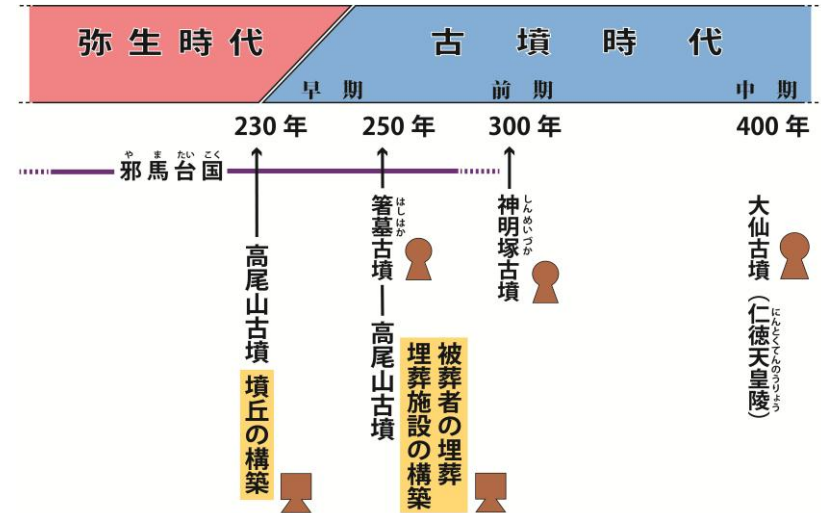 弥生時代
古墳時代
早期
前期
中期
230年
250年
300年
400年
邪馬台国
やまたいこく
高尾山古墳
墳丘の構築
箸墓古墳
はしはか
高尾山古墳
被葬者の埋葬
埋葬施設の構築
神明塚古墳
しんめいづか
大仙古墳
(仁徳天皇陵)
にんとくてんのうりょう